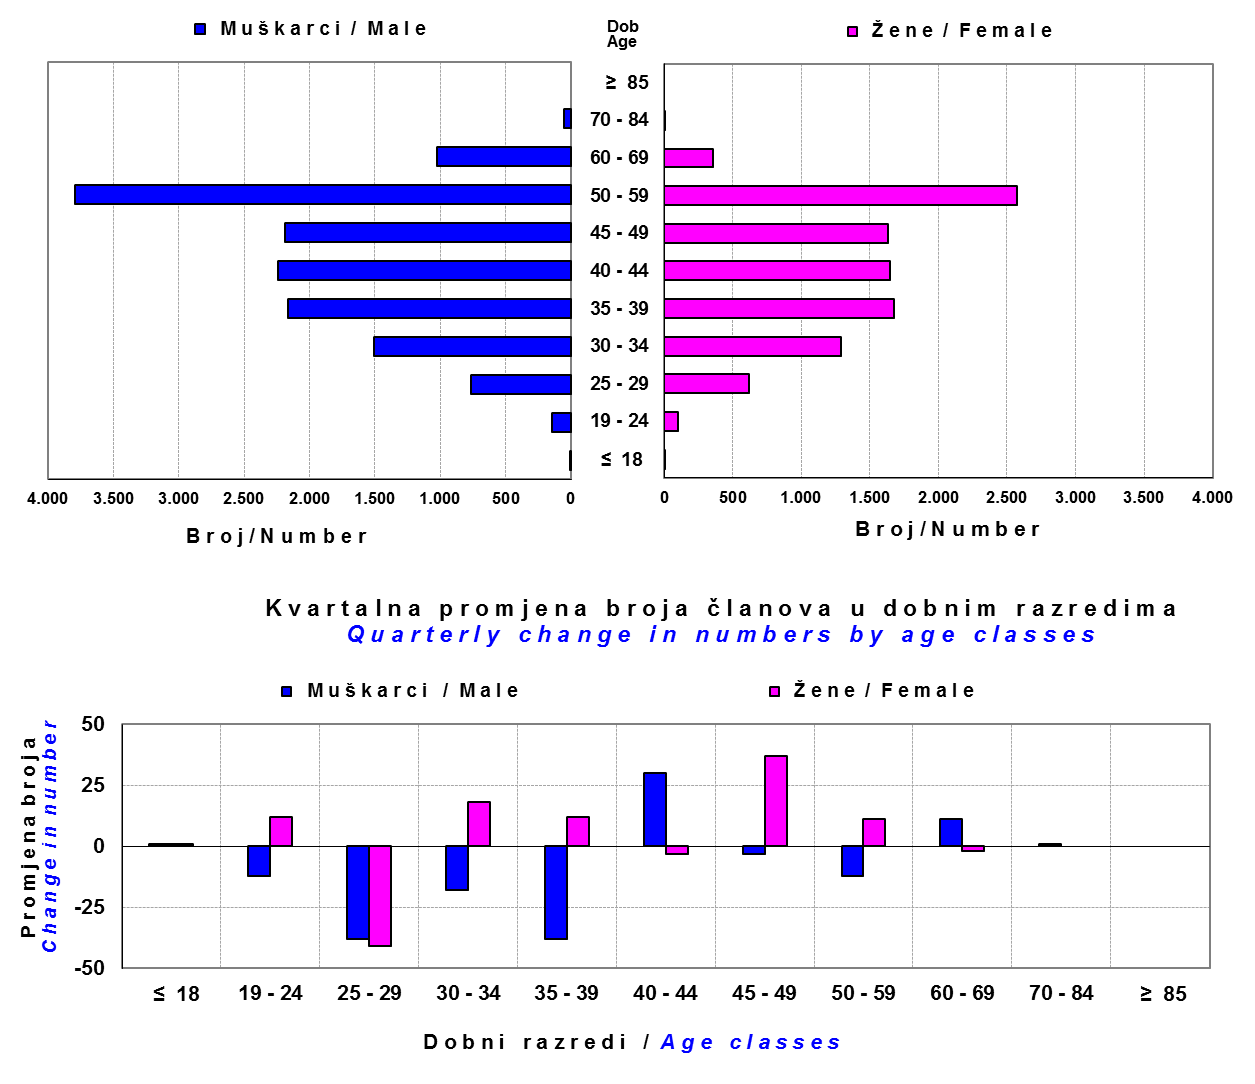 Muškarci / Male
Dob
Age
Žene / Female
≥ 85
70 - 84
60 - 69
50 - 59
45 - 49
40 - 44
35 - 39
30 - 34
25 - 29
19 - 24
≤ 18
4.000 3.500 3.000 2.500 2.000 1.500 1.000 500 0
0 500 1.000 1.500 2.000 2.500 3.000 3.500 4.000
Broj/Number
Broj/Number
Kvartalna promjena broja članova u dobnim razredima
Quarterly change in numbers by age classes
Muškarci / Male
Žene / Female
Promjena broja
Change in number
50
25
0
-25
-50
≤ 18 19 - 24 25 - 29 30 - 34 35 - 39 40 - 44 45 - 49 50 - 59 60 - 69 70 - 84 ≥ 85
Dobni razredi / Age classes